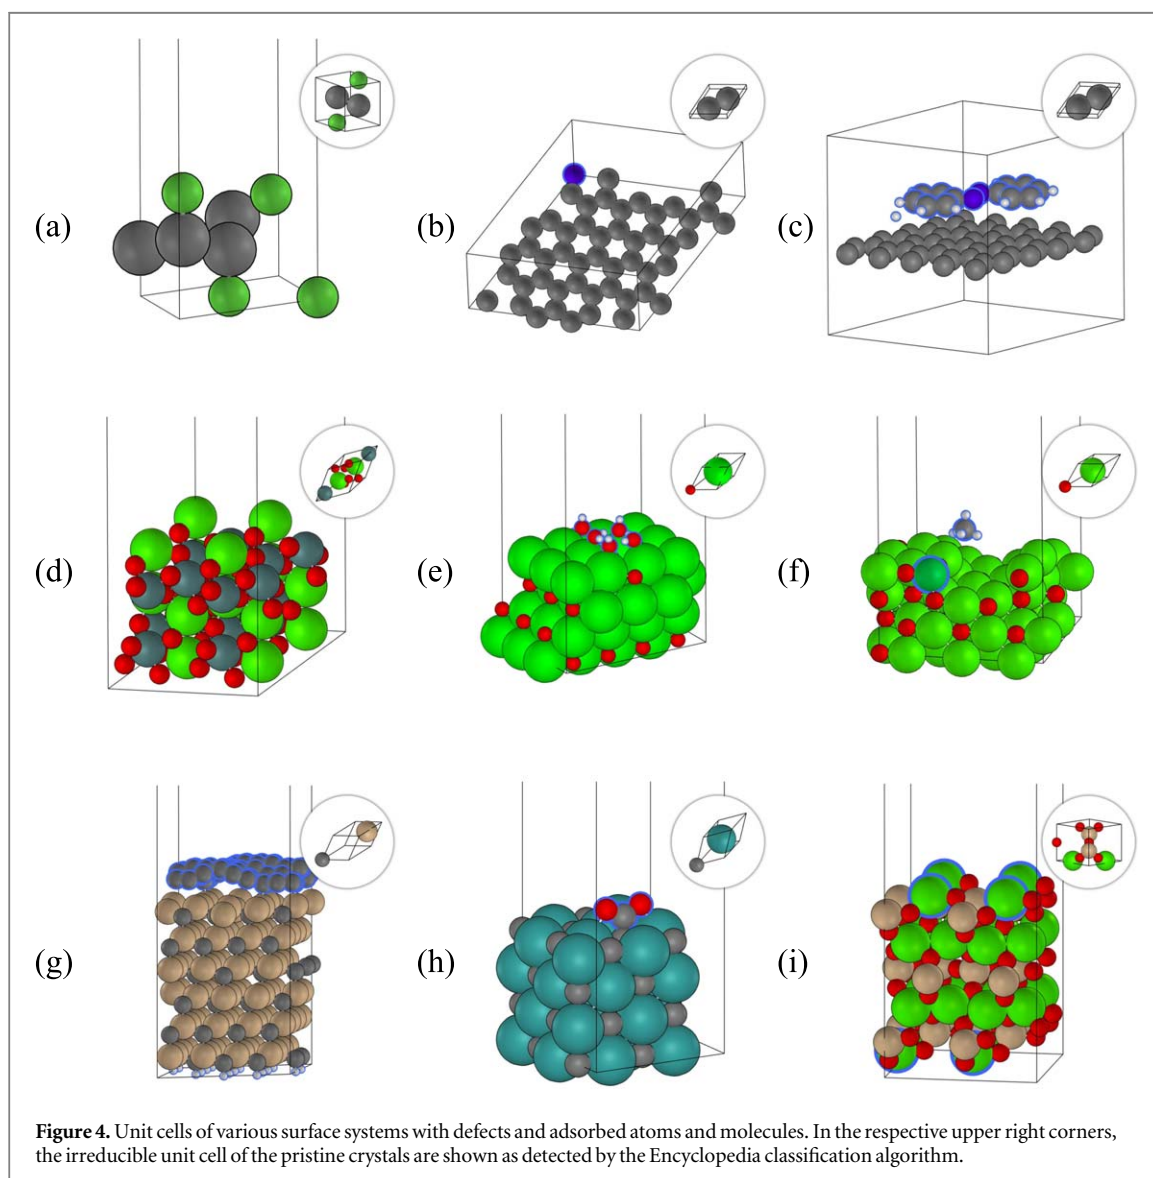 (a)
(b)
(c)
(d)
(e)
(f)
(g)
(h)
(i)
Figure 4. Unit cells of various surface systems with defects and adsorbed atoms and molecules. In the respective upper right corners,
the irreducible unit cell of the pristine crystals are shown as detected by the Encyclopedia classification algorithm.